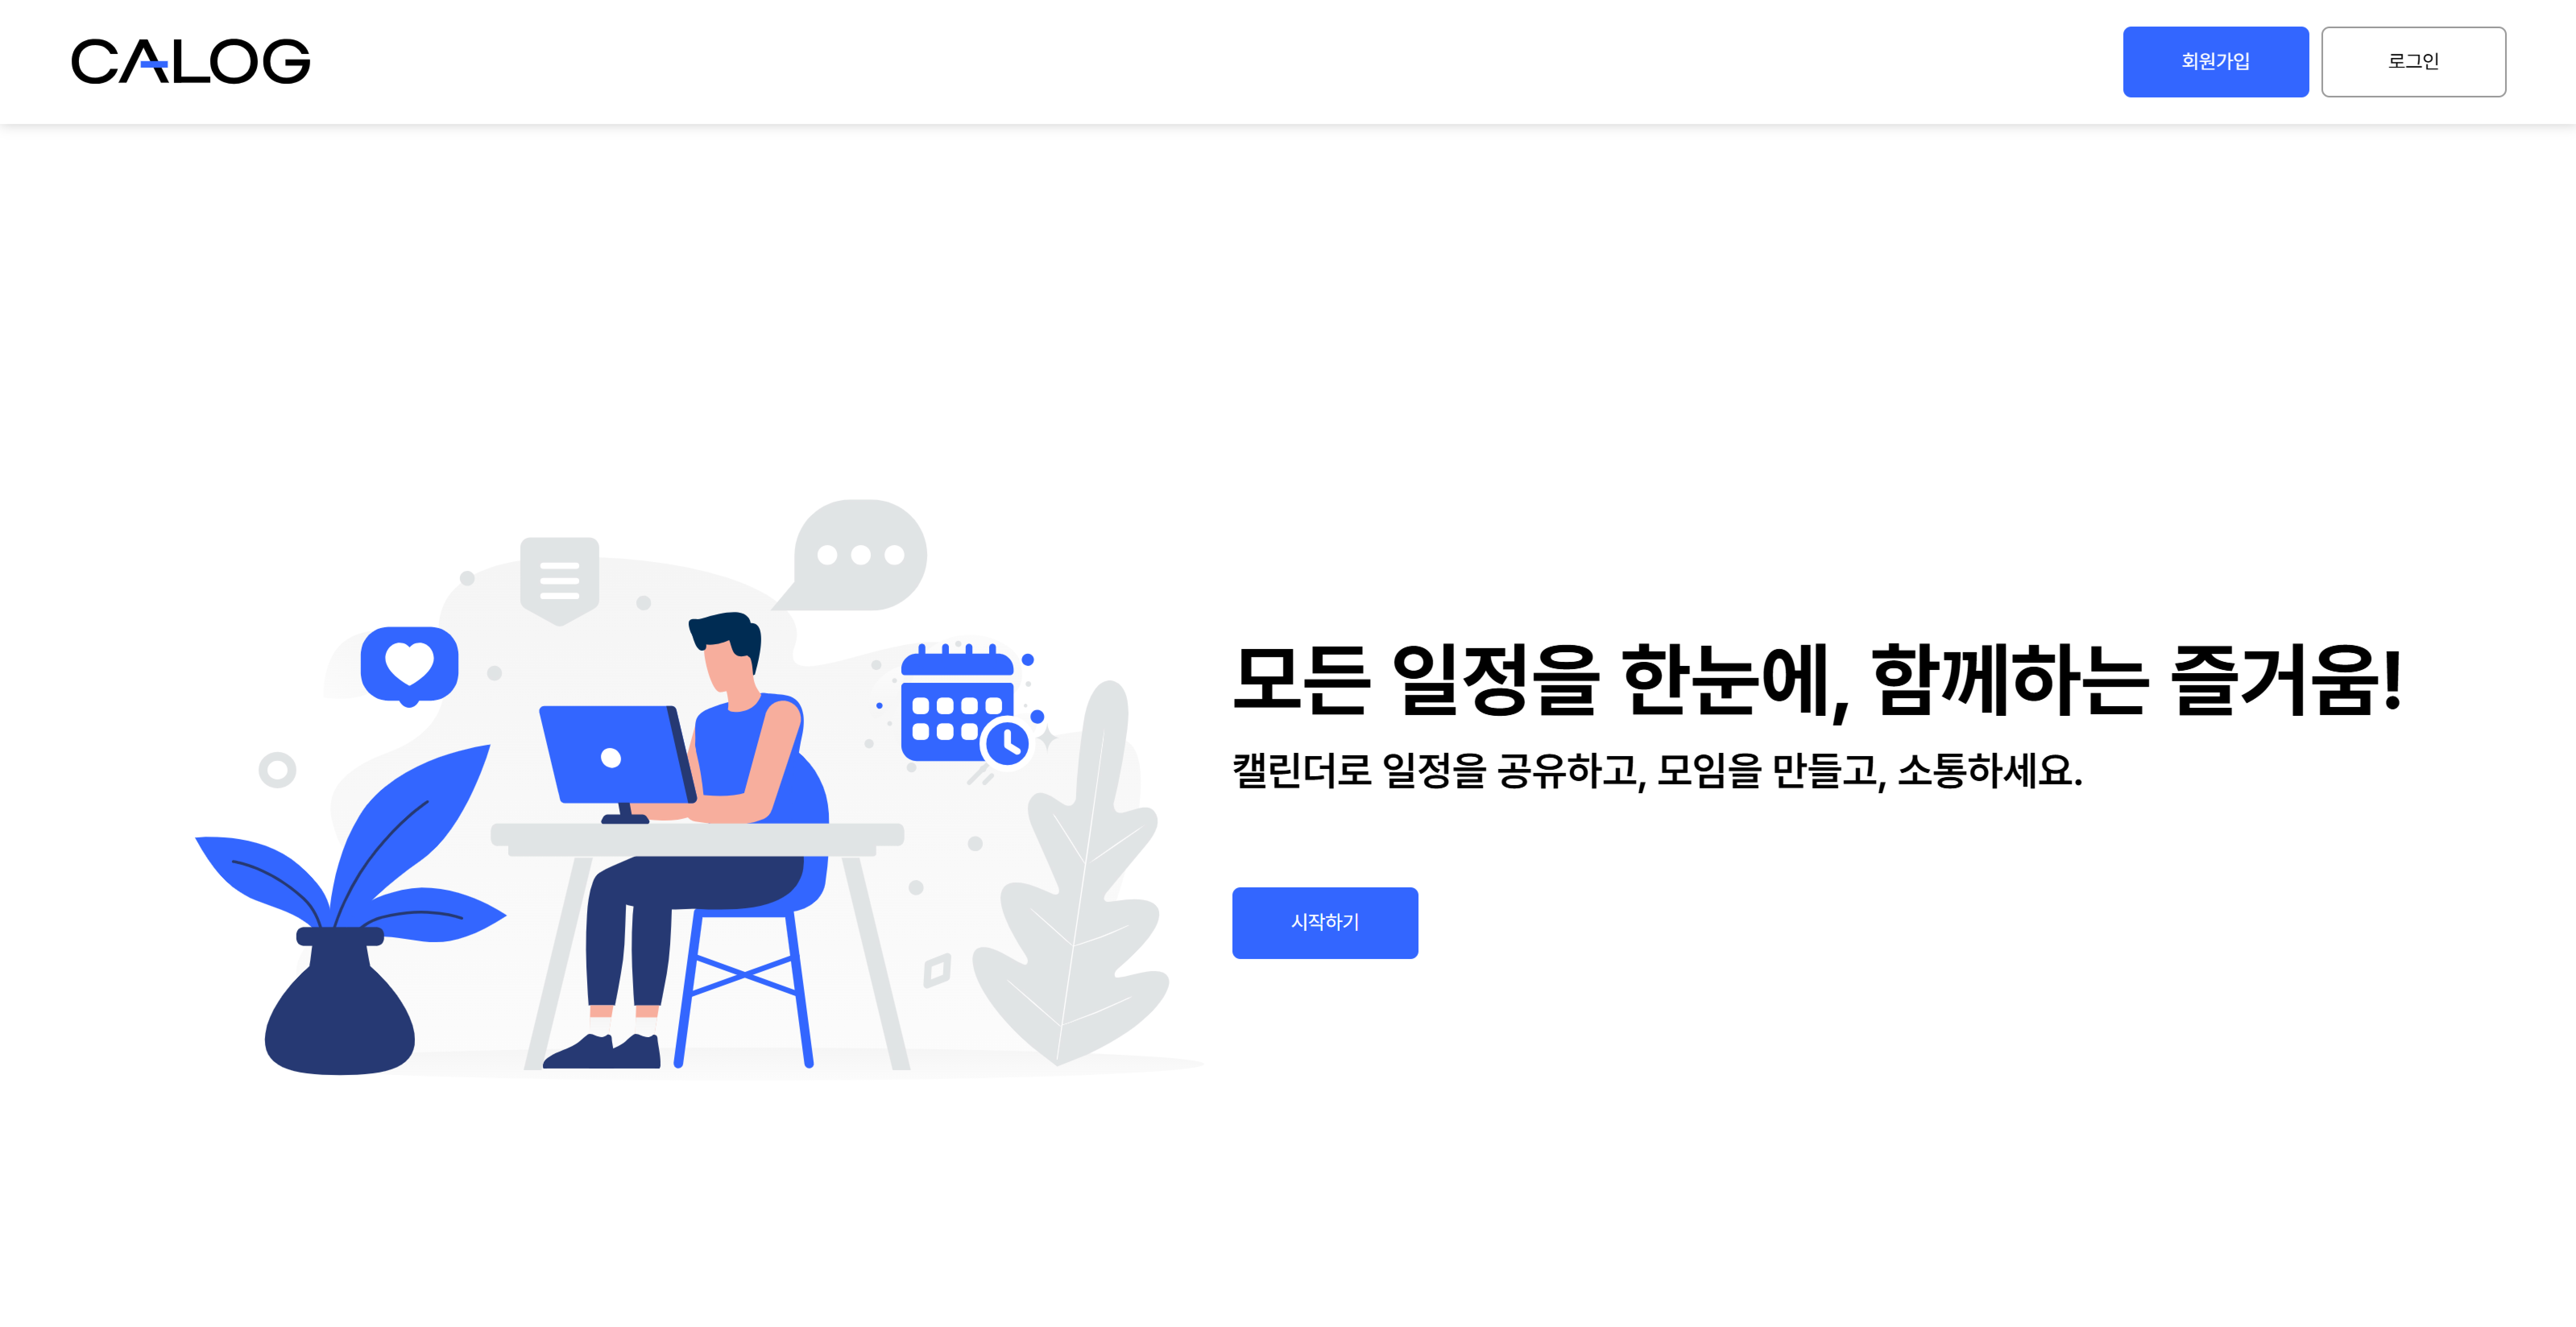 CALOG
회원가입
로그인
모든 일정을 한눈에, 함께하는 즐거움!
캘린더로 일정을 공유하고, 모임을 만들고, 소통하세요.
시작하기